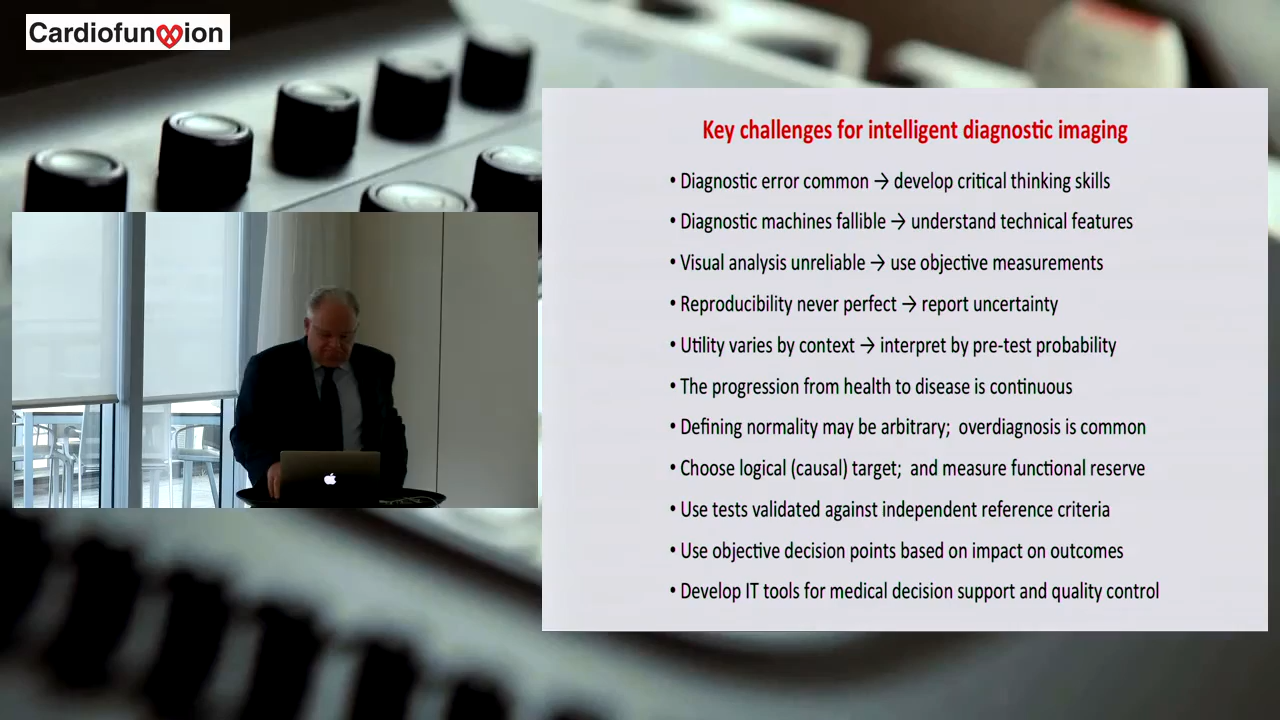 Cardiofunxion
Key challenges for intelligent diagnostic imaging
• Diagnostic error common → develop critical thinking skills
• Diagnostic machines fallible → understand technical features
• Visual analysis unreliable → use objective measurements
• Reproducibility never perfect → report uncertainty
• Utility varies by context → interpret by pre-test probability
• The progression from health to disease is continuous
• Defining normality may be arbitrary; overdiagnosis is common
• Choose logical (causal) target; and measure functional reserve
• Use tests validated against independent reference criteria
• Use objective decision points based on impact on outcomes
• Develop IT tools for medical decision support and quality control